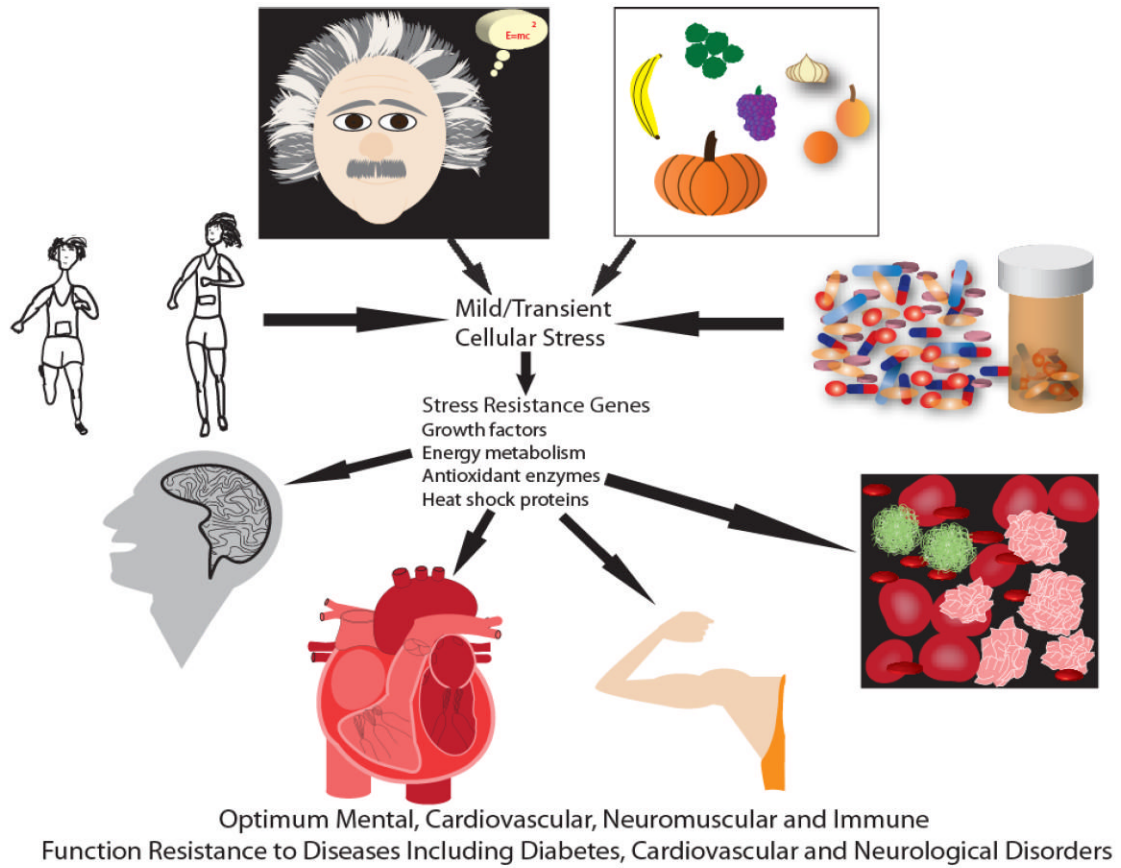 E=mc²
Mild/Transient
Cellular Stress
Stress Resistance Genes
Growth factors
Energy metabolism
Antioxidant enzymes
Heat shock proteins
Optimum Mental, Cardiovascular, Neuromuscular and Immune
Function Resistance to Diseases Including Diabetes, Cardiovascular and Neurological Disorders